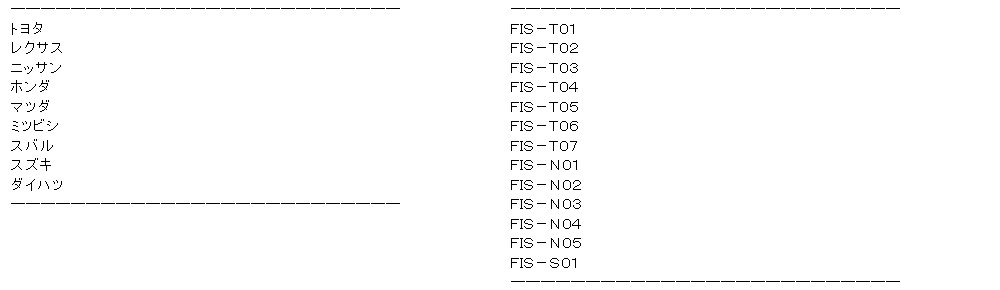 トヨタ
レクサス
ニッサン
ホンダ
マツダ
ミツビシ
スバル
スズキ
ダイハツ
ＦＩＳ－Ｔ０１
ＦＩＳ－Ｔ０２
ＦＩＳ－Ｔ０３
ＦＩＳ－Ｔ０４
ＦＩＳ－Ｔ０５
ＦＩＳ－Ｔ０６
ＦＩＳ－Ｔ０７
ＦＩＳ－Ｎ０１
ＦＩＳ－Ｎ０２
ＦＩＳ－Ｎ０３
ＦＩＳ－Ｎ０４
ＦＩＳ－Ｎ０５
ＦＩＳ－Ｓ０１